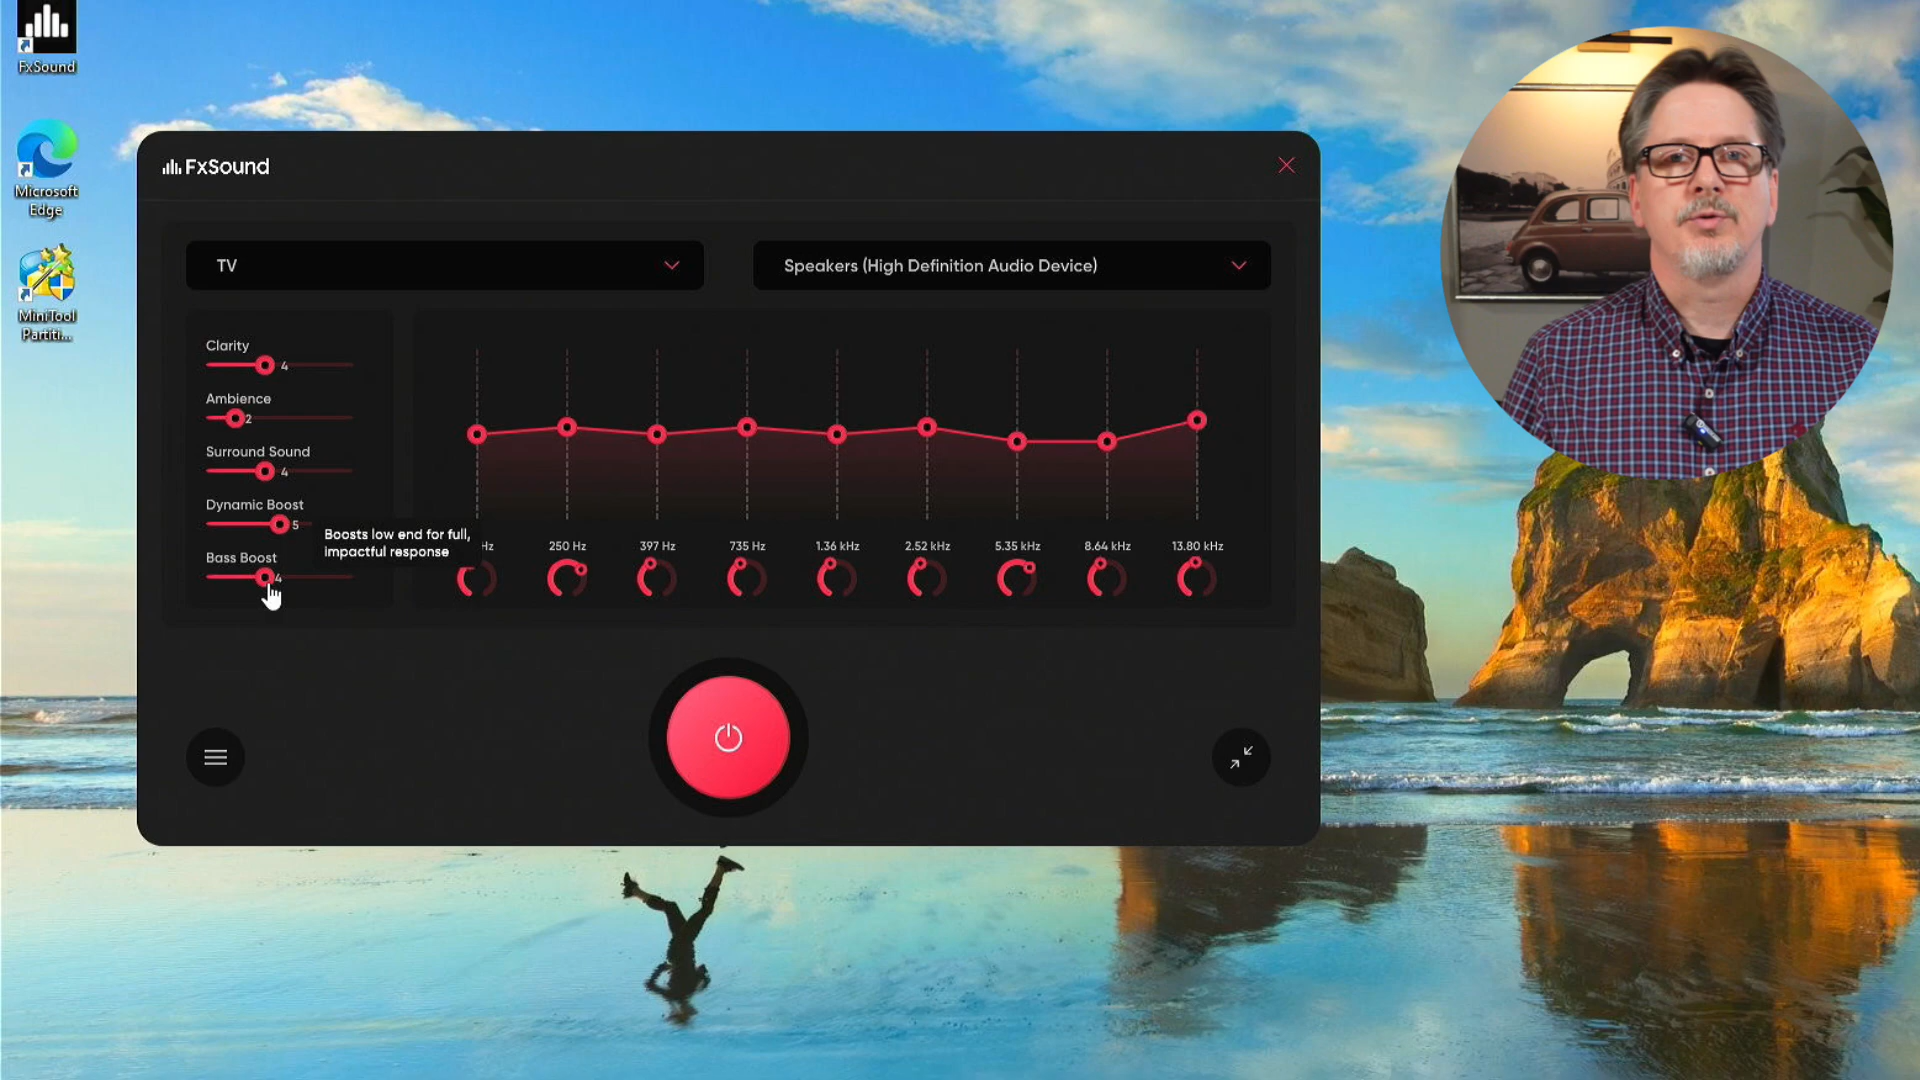 FxSound
Microsoft
Edge
MiniTool
Partiti...
FxSound
TV
Speakers (High Definition Audio Device)
Clarity
4
Ambience
2
Surround Sound
4
Dynamic Boost
5
Bass Boost
4
Boosts low end for full,
impactful response
Hz
250 Hz
397 Hz
735 Hz
1.36 kHz
2.52 kHz
5.35 kHz
8.64 kHz
13.80 kHz